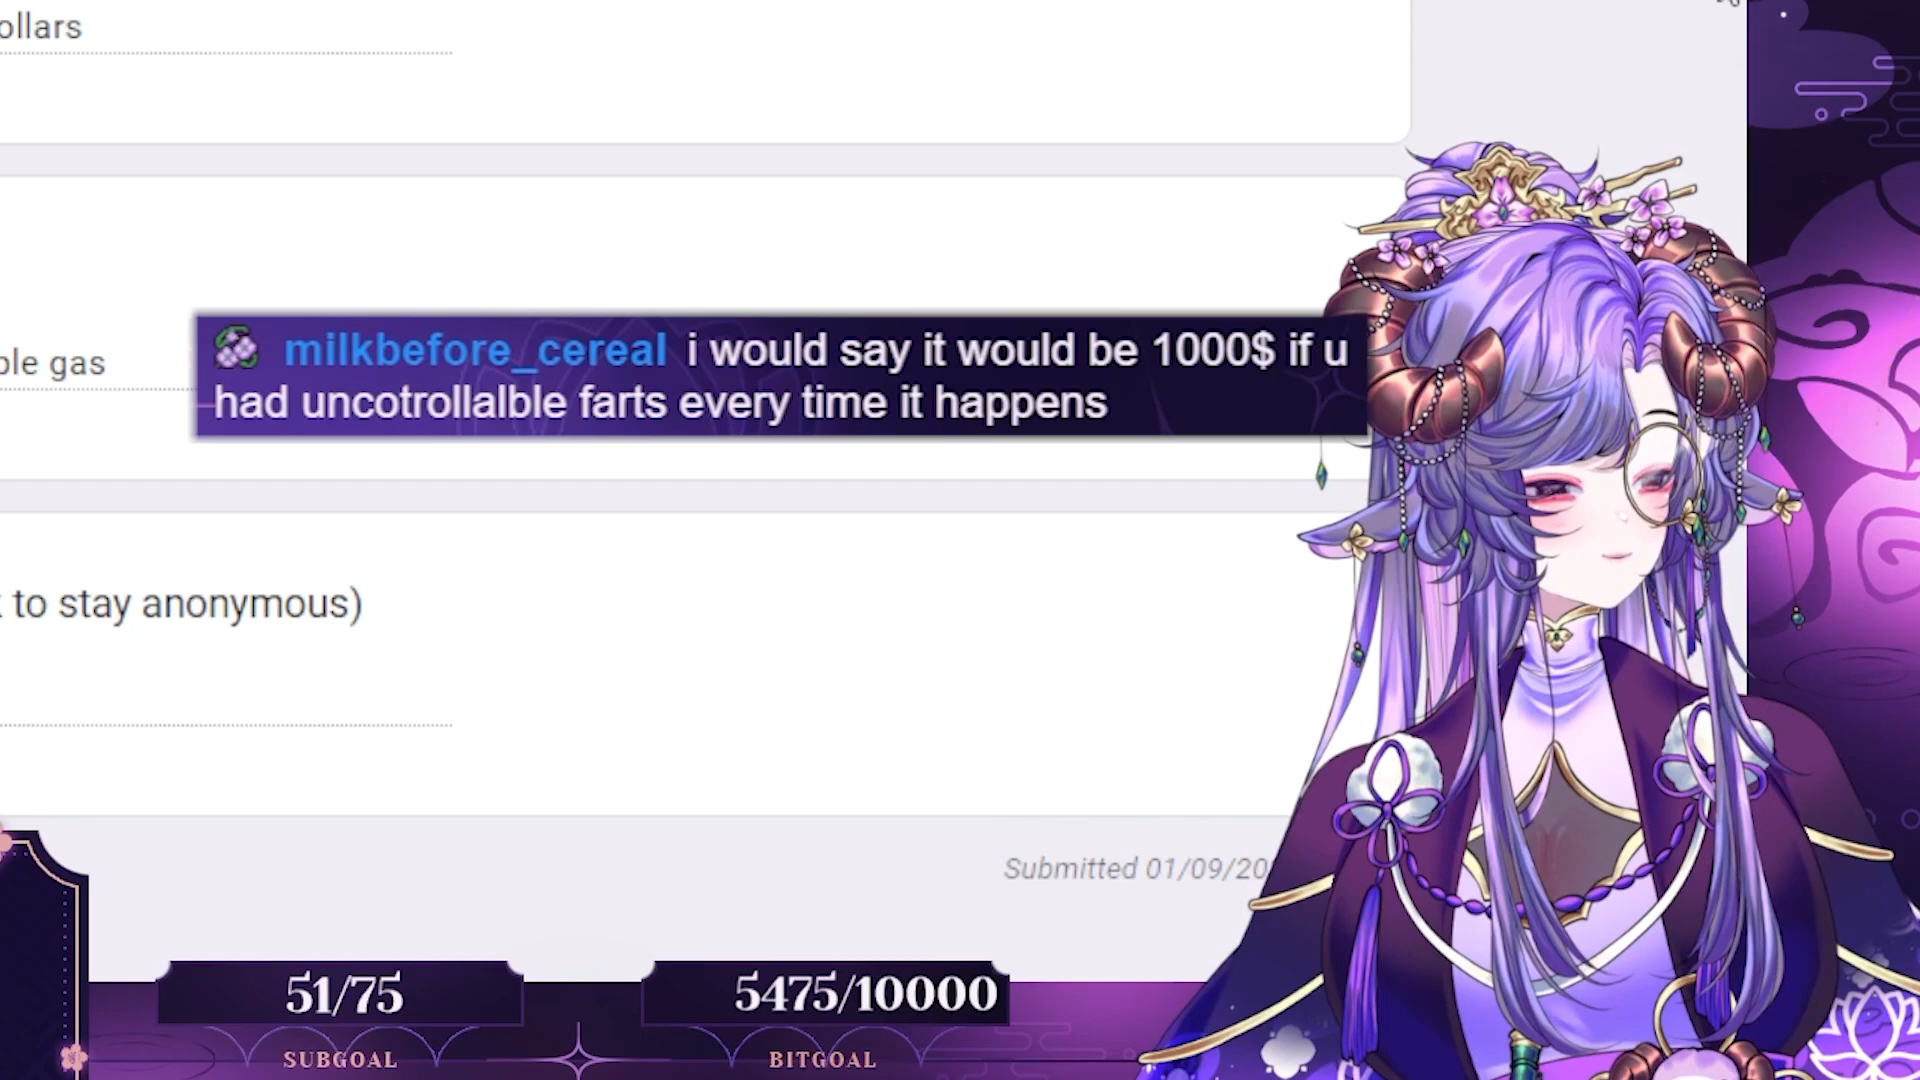 ollars
milkbefore_cereal i would say it would be 1000$ if u
ble gas
had uncotrollalble farts every time it happens
to stay anonymous)
Submitted 01/09/20
51/75
5475/10000
SUBGOAL
BITGOAL